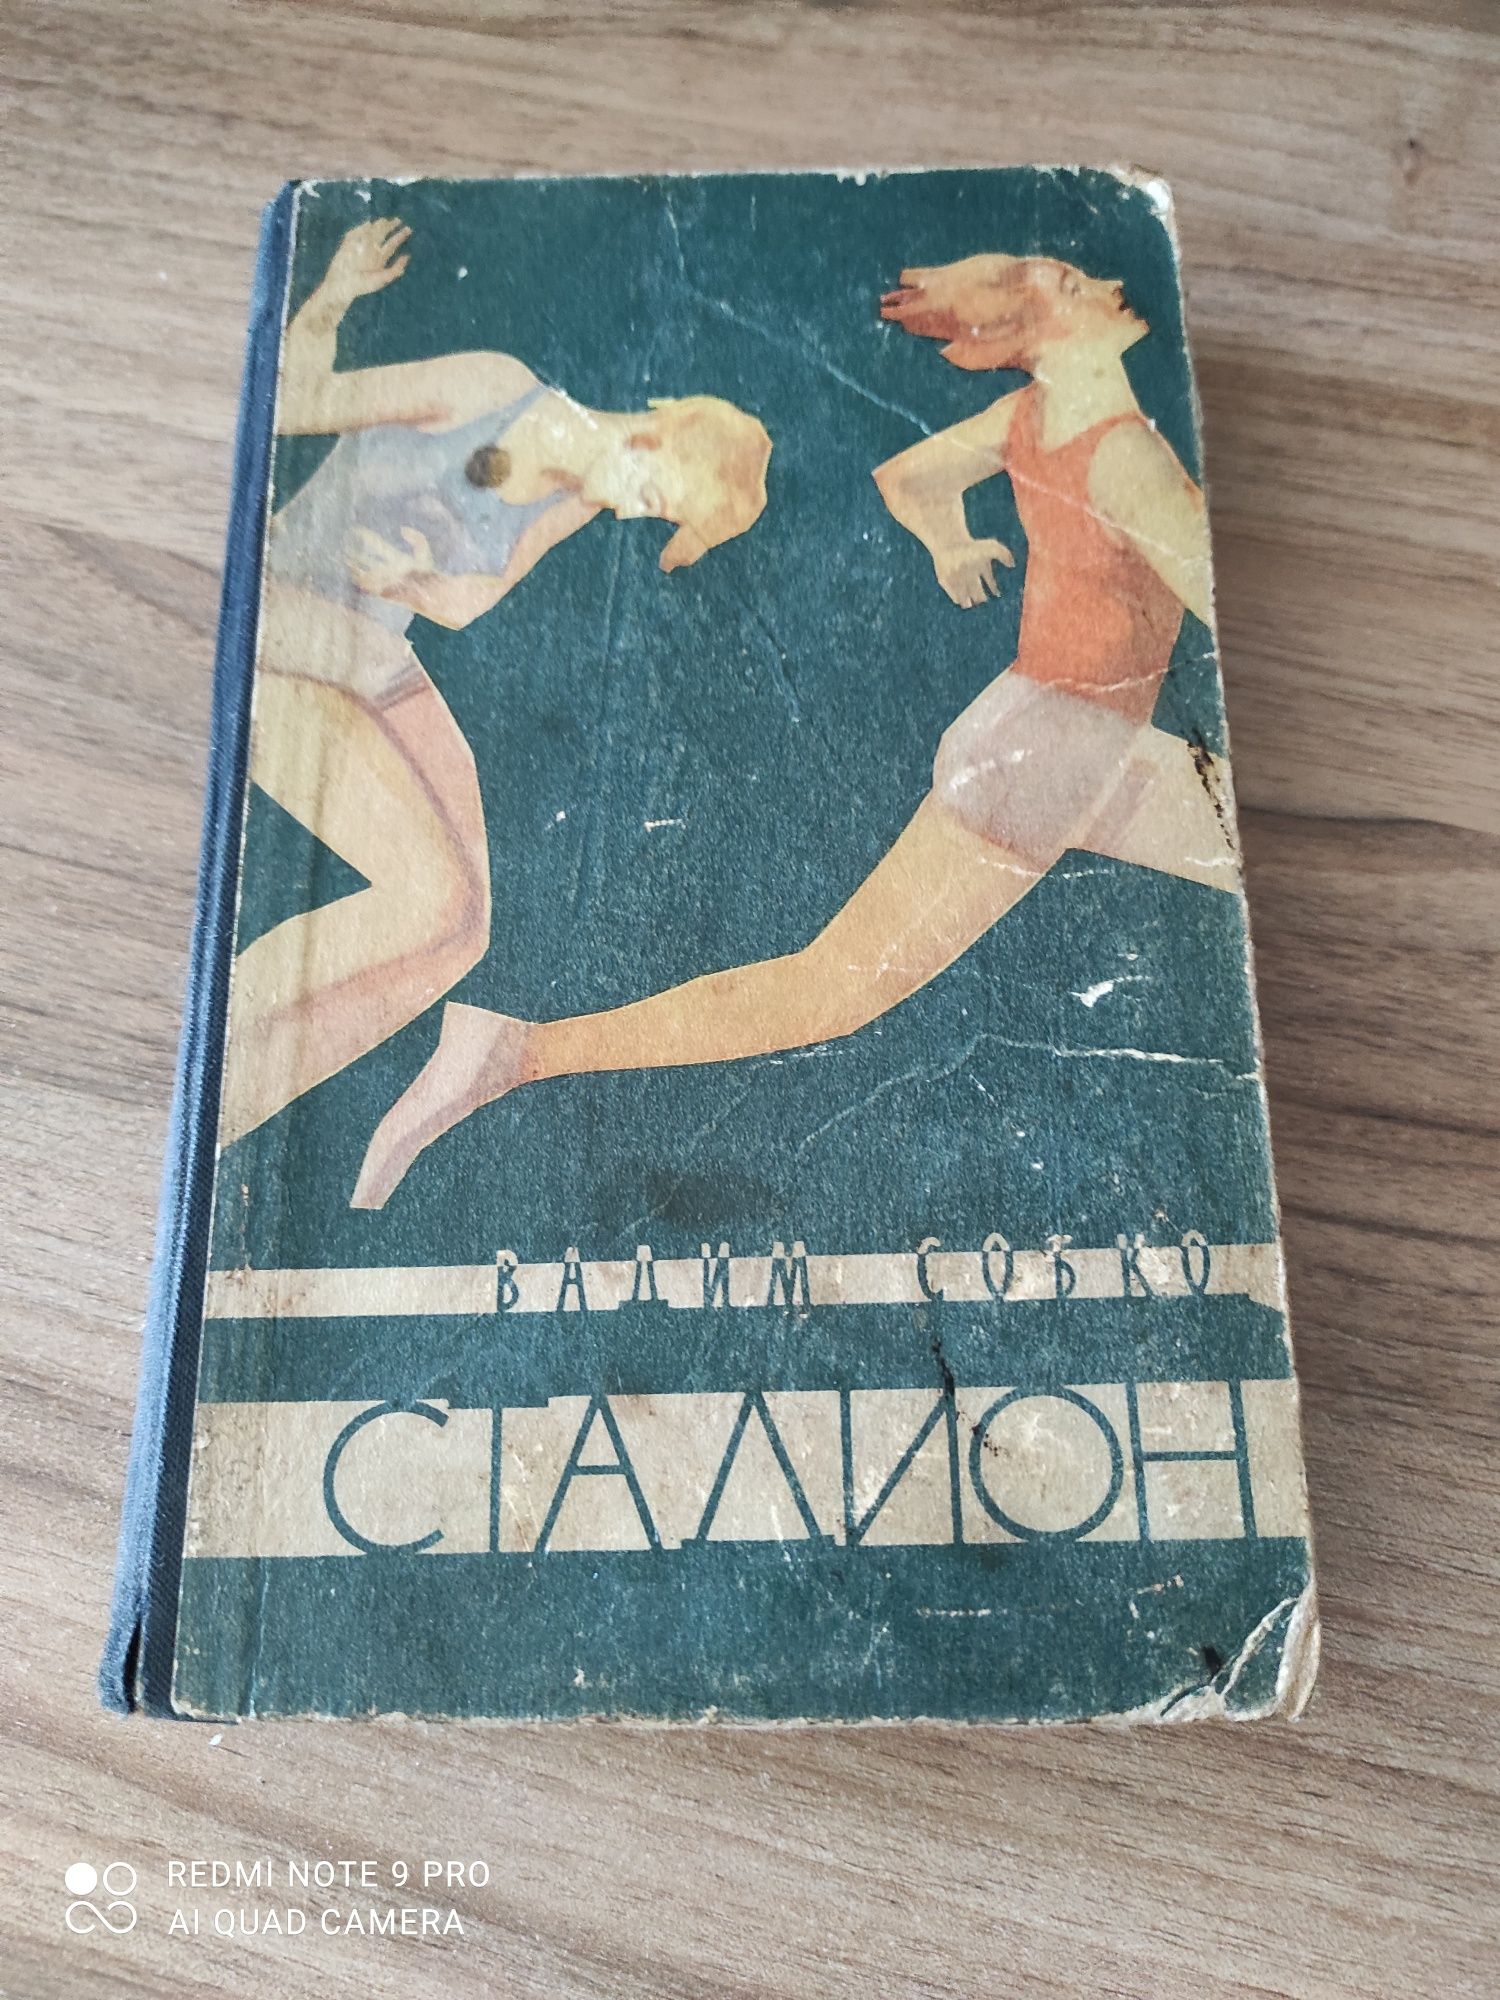 ВАДИМ СОБКО
СТАДИОН
REDMI NOTE 9 PRO
AI QUAD CAMERA